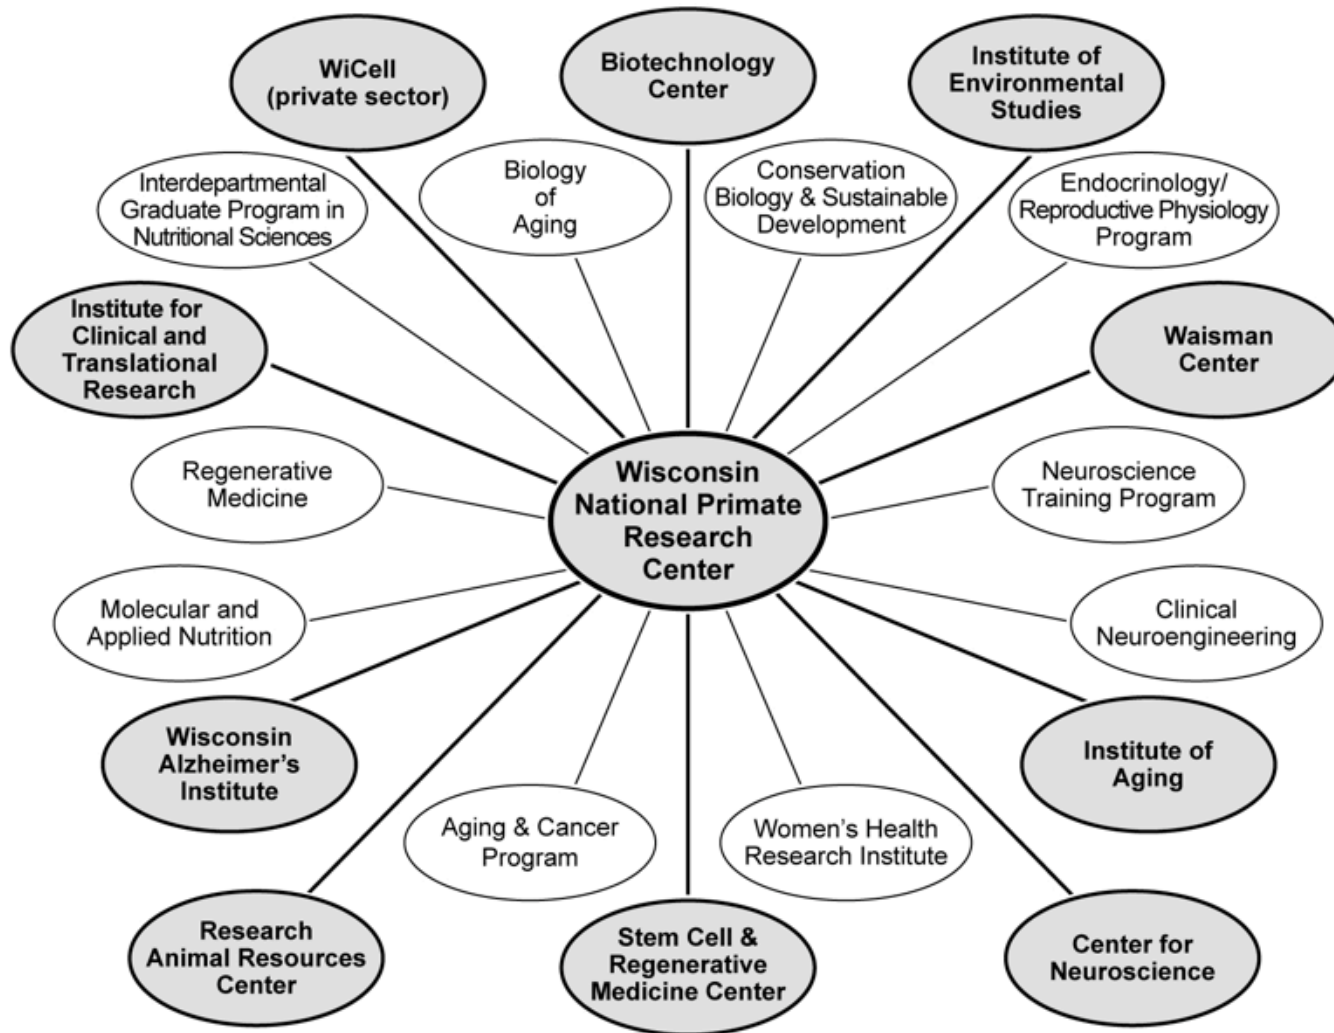 WiCell
(private sector)
Biotechnology
Center
Institute of
Environmental
Studies
Interdepartmental
Graduate Program in
Nutritional Sciences
Biology
of
Aging
Conservation
Biology & Sustainable
Development
Endocrinology/
Reproductive Physiology
Program
Institute for
Clinical and
Translational
Research
Waisman
Center
Regenerative
Medicine
Wisconsin
National Primate
Research
Center
Neuroscience
Training Program
Molecular and
Applied Nutrition
Clinical
Neuroengineering
Wisconsin
Alzheimer’s
Institute
Institute of
Aging
Aging & Cancer
Program
Women’s Health
Research Institute
Research
Animal Resources
Center
Stem Cell &
Regenerative
Medicine Center
Center for
Neuroscience